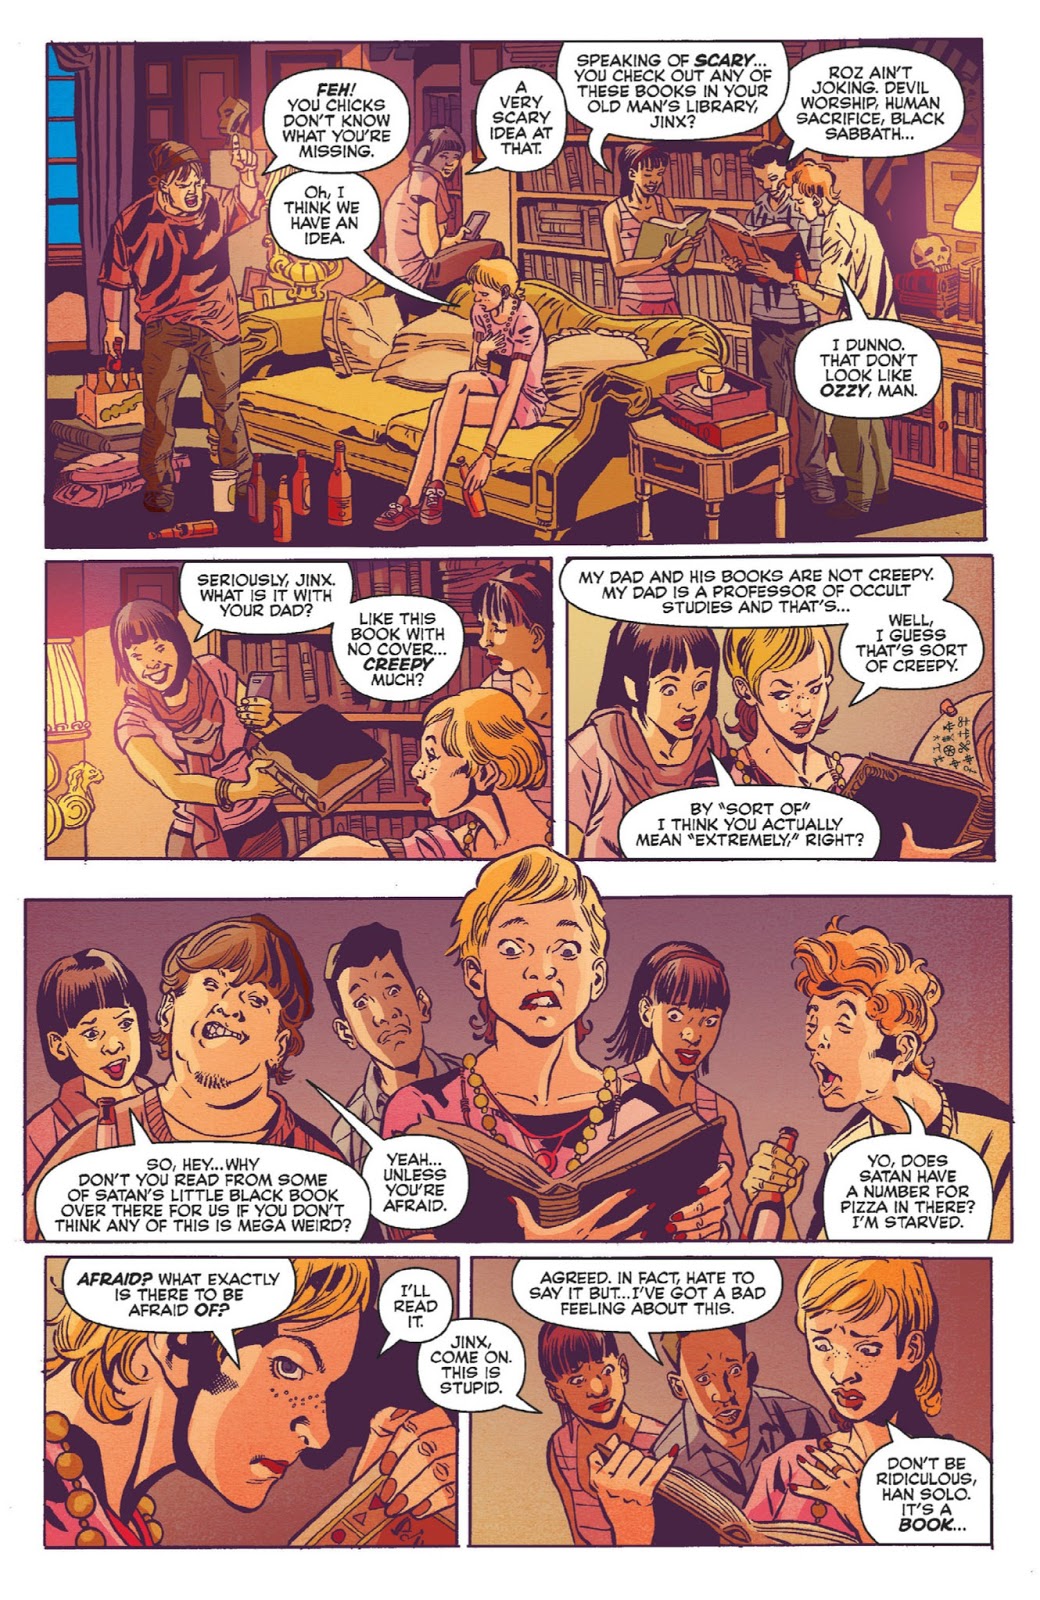 FEH!
YOU CHICKS
DON'T KNOW
WHAT YOU'RE
MISSING.
Oh, I
THINK WE
HAVE AN
IDEA.
A
VERY
SCARY
IDEA AT
THAT.
SPEAKING OF SCARY...
YOU CHECK OUT ANY OF
THESE BOOKS IN YOUR
OLD MAN'S LIBRARY,
JINX?
ROZ AIN'T
JOKING. DEVIL
WORSHIP, HUMAN
SACRIFICE, BLACK
SABBATH...
I DUNNO.
THAT DON'T
LOOK LIKE
OZZY, MAN.
SERIOUSLY, JINX.
WHAT IS IT WITH
YOUR DAD?
LIKE THIS
BOOK WITH
NO COVER...
CREEPY
MUCH?
MY DAD AND HIS BOOKS ARE NOT CREEPY.
MY DAD IS A PROFESSOR OF OCCULT
STUDIES AND THAT'S...
WELL,
I GUESS
THAT'S SORT
OF CREEPY.
BY "SORT OF"
I THINK YOU ACTUALLY
MEAN "EXTREMELY," RIGHT?
SO, HEY...WHY
DON'T YOU READ FROM SOME
OF SATAN'S LITTLE BLACK BOOK
OVER THERE FOR US IF YOU DON'T
THINK ANY OF THIS IS MEGA WEIRD?
YEAH...
UNLESS
YOU'RE
AFRAID.
YO, DOES
SATAN HAVE
A NUMBER FOR
PIZZA IN THERE?
I'M STARVED.
AFRAID? WHAT EXACTLY
IS THERE TO BE
AFRAID OF?
I'LL
READ
IT.
JINX,
COME ON.
THIS IS
STUPID.
AGREED. IN FACT, HATE TO
SAY IT BUT...I'VE GOT A BAD
FEELING ABOUT THIS.
DON'T BE
RIDICULOUS,
HAN SOLO.
IT'S A
BOOK...